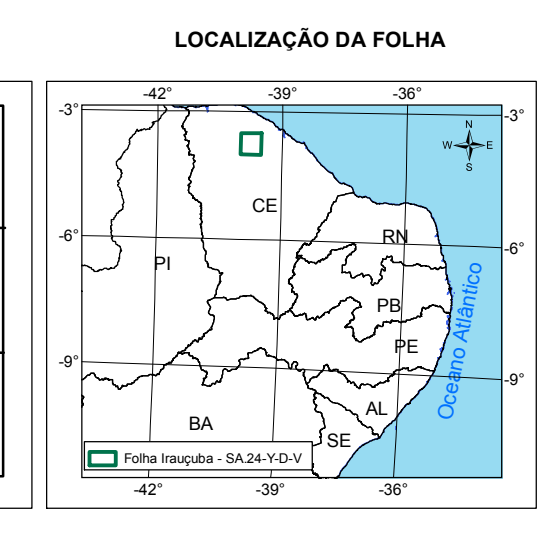 LOCALIZAÇÃO DA FOLHA
-42° -39° -36°
-3° -3°
N
W E
S
CE
RN
-6° -6°
PI
PB
PE
Oceano Atlântico
-9° -9°
AL
BA
SE
Folha Irauçuba - SA.24-Y-D-V
-42° -39° -36°